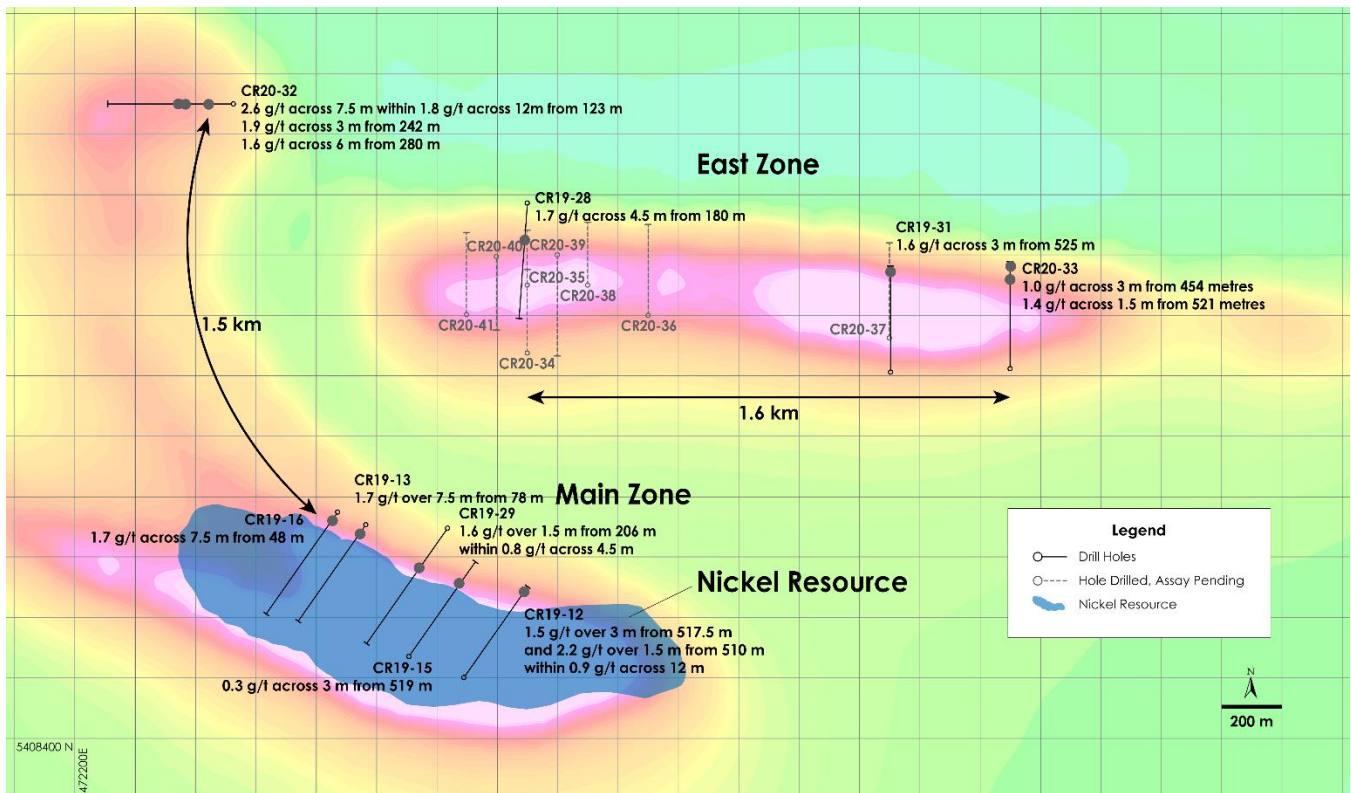 CR20-32
2.6 g/t across 7.5 m within 1.8 g/t across 12m from 123 m
1.9 g/t across 3 m from 242 m
1.6 g/t across 6 m from 280 m
East Zone
CR19-28
1.7 g/t across 4.5 m from 180 m
CR19-31
1.6 g/t across 3 m from 525 m
CR20-40
CR20-39
CR20-33
1.0 g/t across 3 m from 454 metres
1.4 g/t across 1.5 m from 521 metres
CR20-35
CR20-38
CR20-41
CR20-36
CR20-37
CR20-34
1.5 km
1.6 km
CR19-13
1.7 g/t over 7.5 m from 78 m
Main Zone
CR19-29
1.6 g/t over 1.5 m from 206 m
within 0.8 g/t across 4.5 m
CR19-16
1.7 g/t across 7.5 m from 48 m
Nickel Resource
CR19-12
1.5 g/t over 3 m from 517.5 m
and 2.2 g/t over 1.5 m from 510 m
within 0.9 g/t across 12 m
CR19-15
0.3 g/t across 3 m from 519 m
Legend
Drill Holes
Hole Drilled, Assay Pending
Nickel Resource
N
200 m
5408400 N
472200E